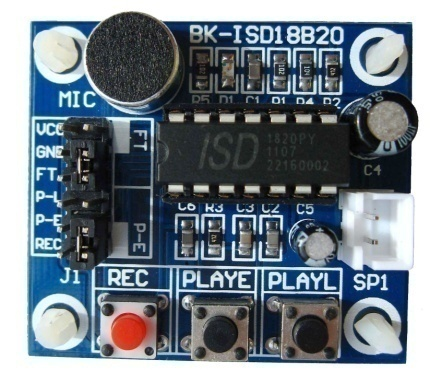 BK-ISD18B20
MIC
R5 D1 C1 R1 R4 R2
VCC
GND
FT
P-L
P-E
REC
FT
P-E
ISD
1820PY
1107
22150002
C4
C6 R3 C3 C2 C5
J1
REC
PLAYE
PLAYL
SP1